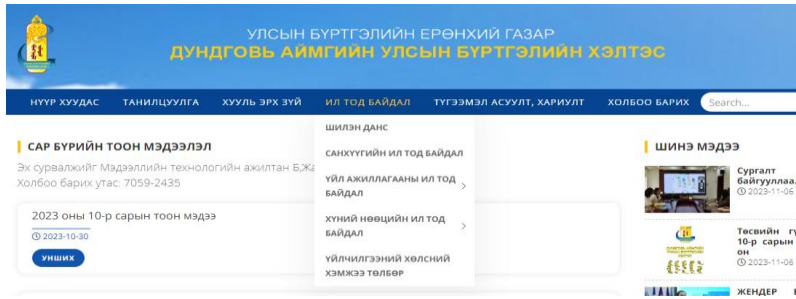 УЛСЫН БҮРТГЭЛИЙН ЕРӨНХИЙ ГАЗАР
ДУНДГОВЬ АЙМГИЙН УЛСЫН БҮРТГЭЛИЙН ХЭЛТЭС
НҮҮР ХУУДАС ТАНИЛЦУУЛГА ХУУЛЬ ЭРХ ЗҮЙ ИЛ ТОД БАЙДАЛ ТҮГЭЭМЭЛ АСУУЛТ, ХАРИУЛТ ХОЛБОО БАРИХ Search...
САР БҮРИЙН ТООН МЭДЭЭЛЭЛ
Эх сурвалжийг Мэдээллийн технологийн ажилтан Б,Жа
Холбоо барих утас: 7059-2435
2023 оны 10-р сарын тоон мэдээ
2023-10-30
УНШИХ
ШИЛЭН ДАНС
САНХҮҮГИЙН ИЛ ТОД БАЙДАЛ
ҮЙЛ АЖИЛЛАГААНЫ ИЛ ТОД
БАЙДАЛ
ХҮНИЙ НӨӨЦИЙН ИЛ ТОД
БАЙДАЛ
ҮЙЛЧИЛГЭЭНИЙ ХӨЛСНИЙ
ХЭМЖЭЭ ТӨЛБӨР
ШИНЭ МЭДЭЭ
Сургалт
байгууллаа.
2023-11-06
Төсвийн гү
10-р сарын
он
2023-11-06
ЖЕНДЕР